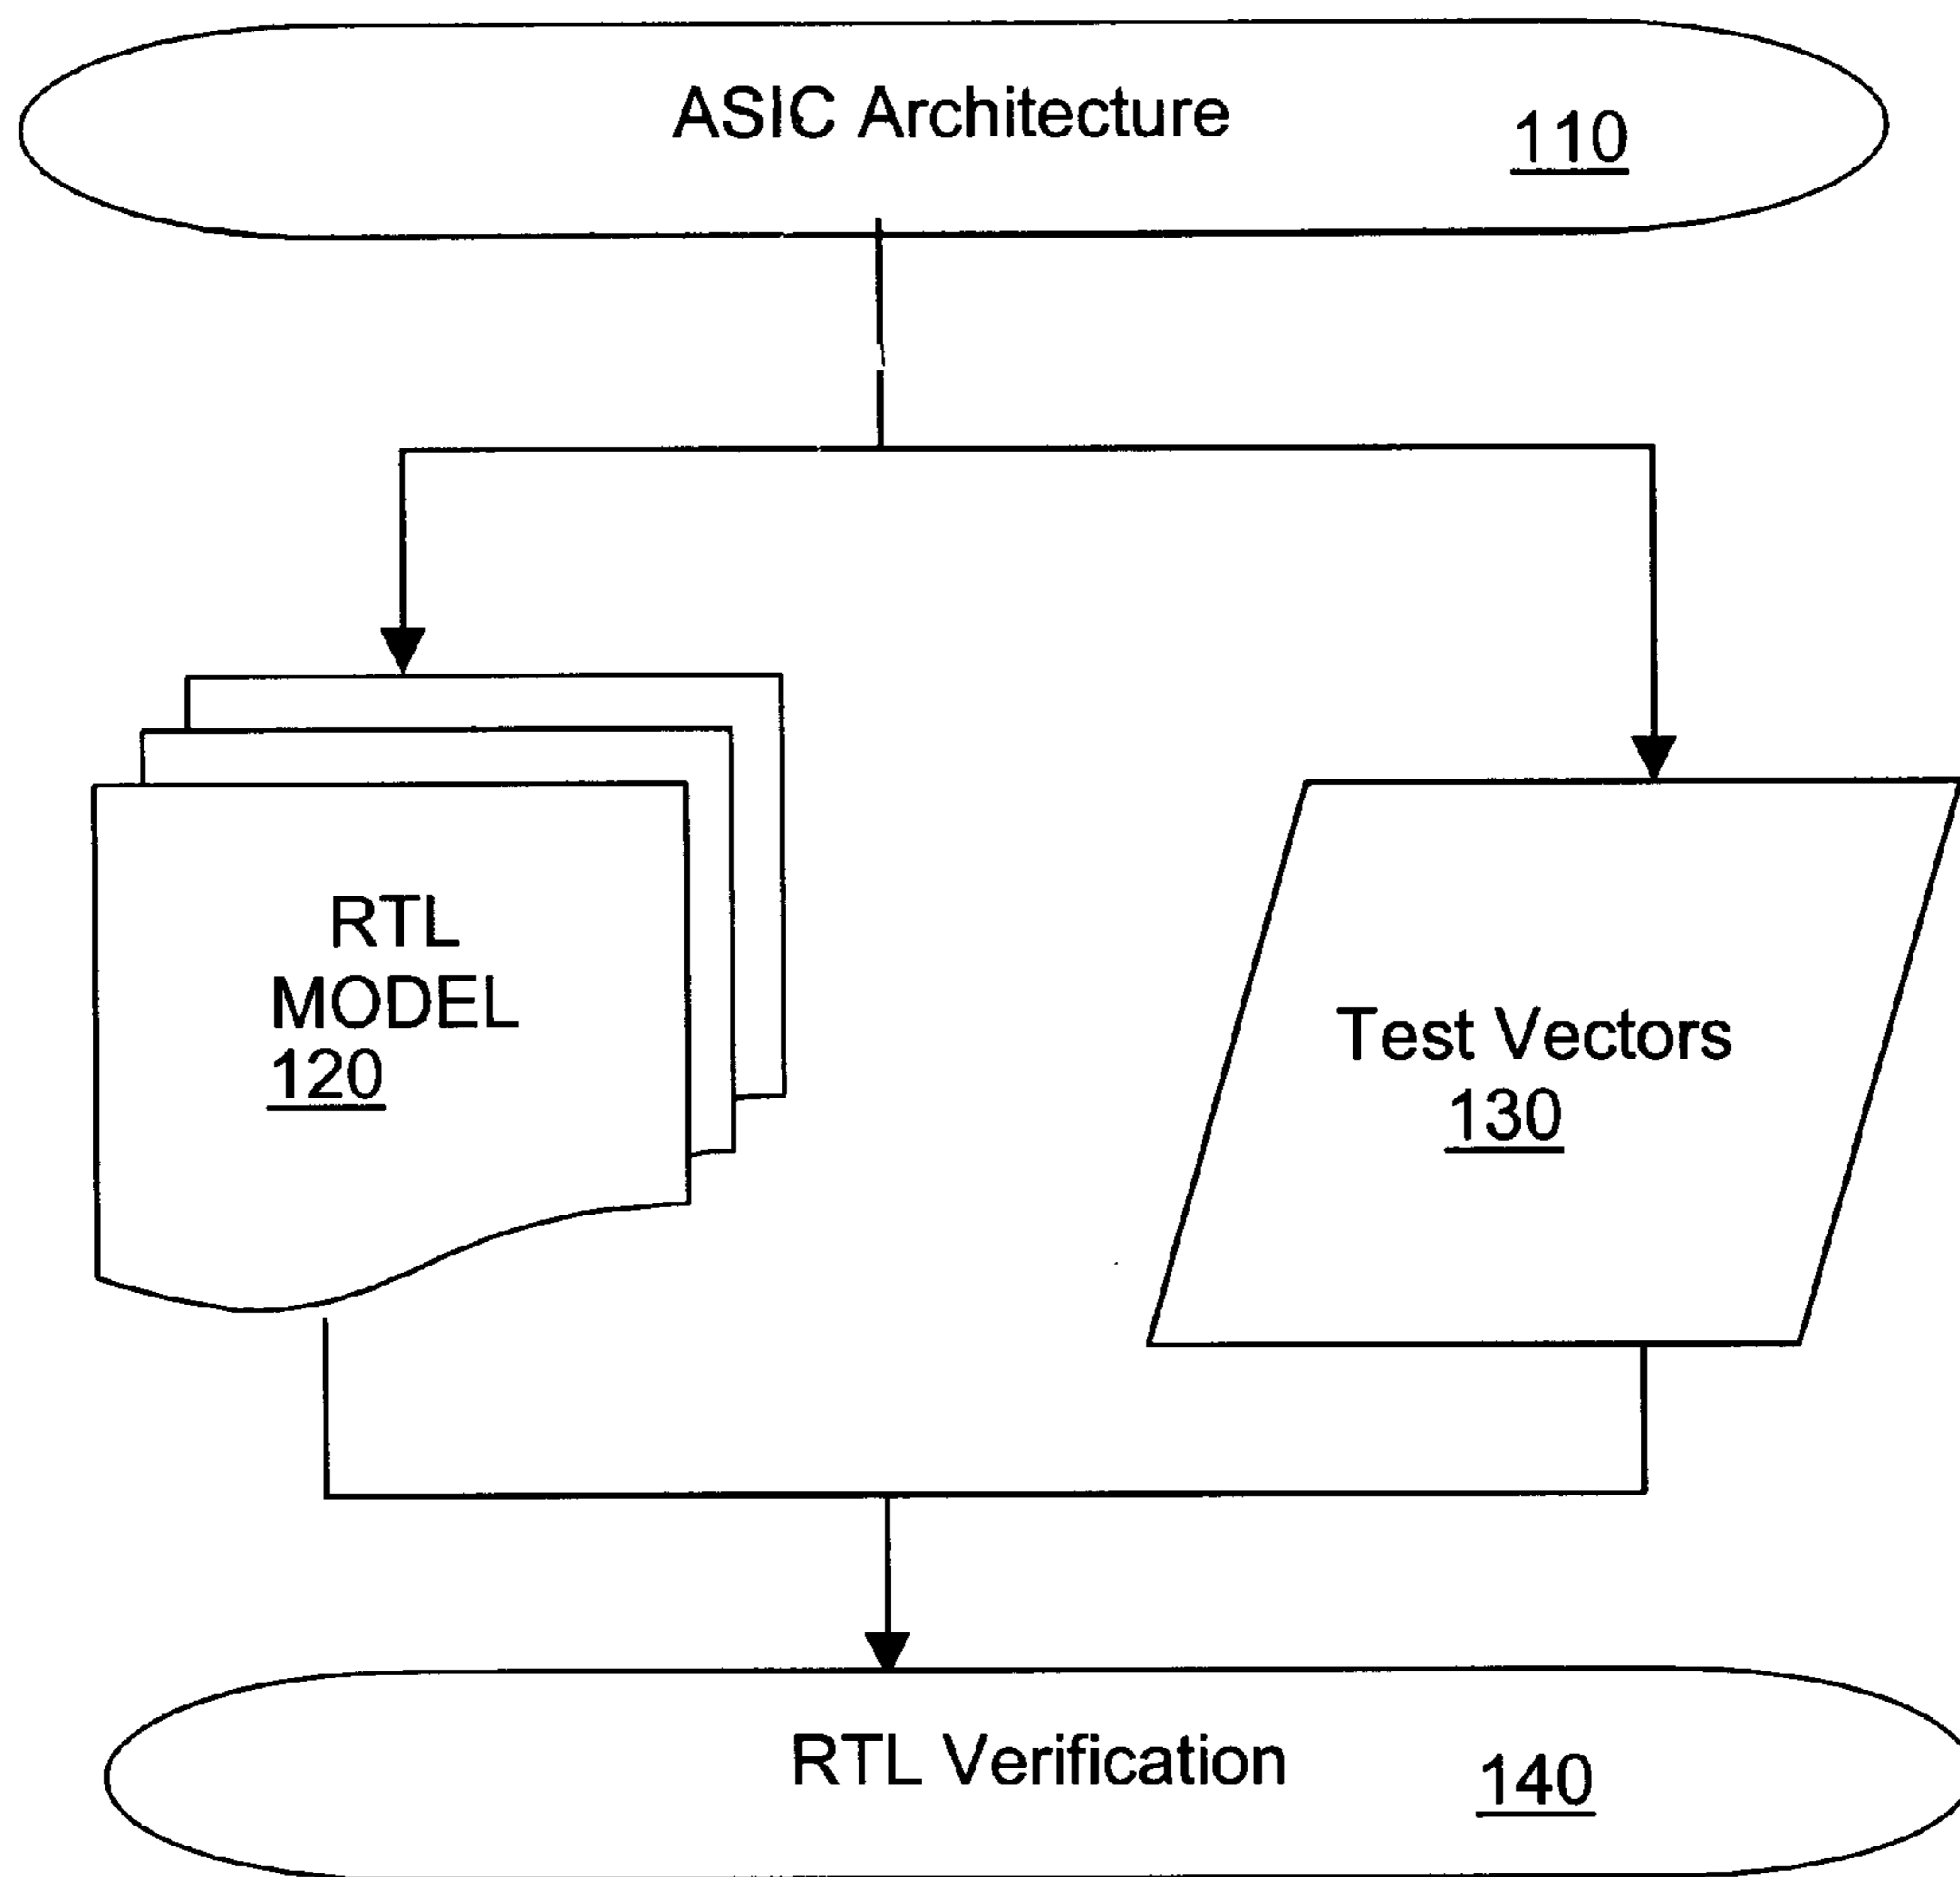 ASIC Architecture 110
RTL
MODEL
120
Test Vectors
130
RTL Verification 140